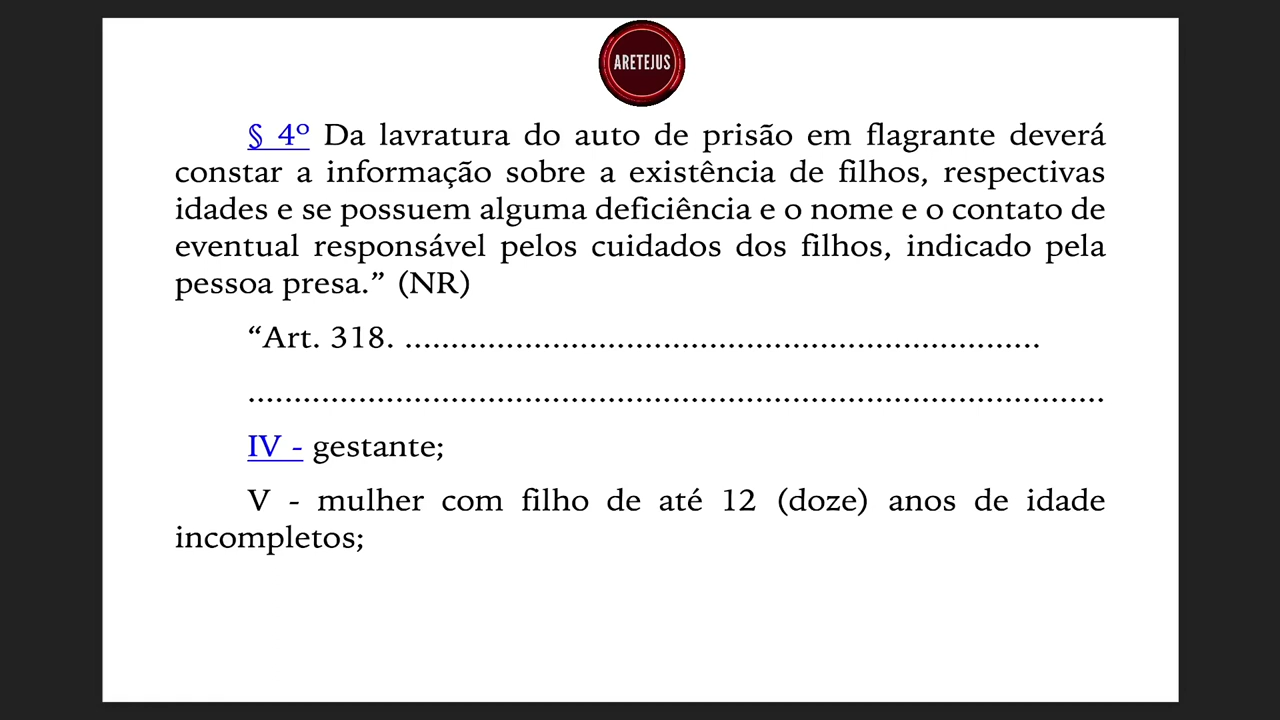 ARETEJUS
§ 4º Da lavratura do auto de prisão em flagrante deverá
constar a informação sobre a existência de filhos, respectivas
idades e se possuem alguma deficiência e o nome e o contato de
eventual responsável pelos cuidados dos filhos, indicado pela
pessoa presa.” (NR)
“Art. 318. .....................................................................
.............................................................................................
IV - gestante;
V - mulher com filho de até 12 (doze) anos de idade
incompletos;